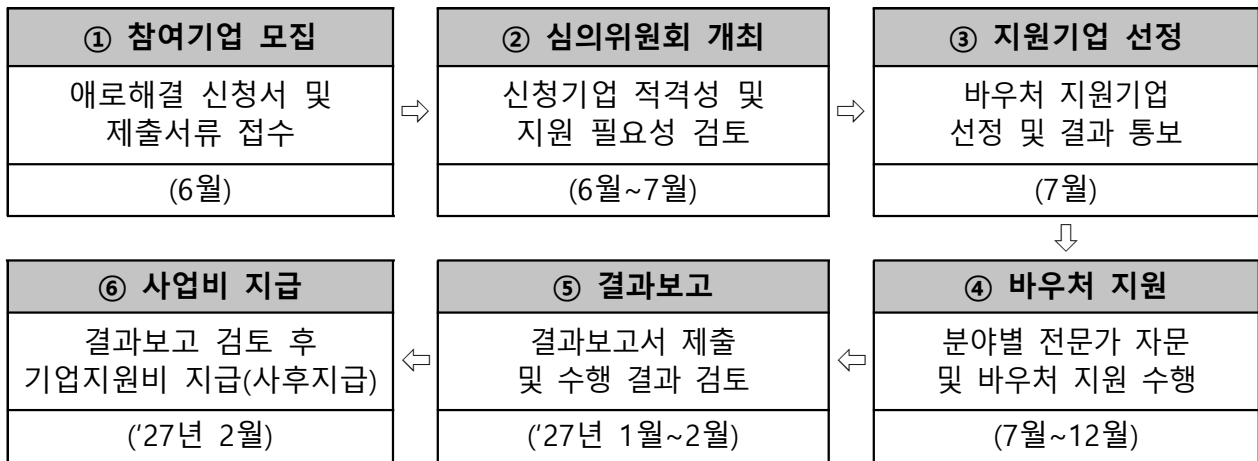 ① 참여기업 모집
애로해결 신청서 및
제출서류 접수
(6월)
② 심의위원회 개최
신청기업 적격성 및
지원 필요성 검토
(6월~7월)
③ 지원기업 선정
바우처 지원기업
선정 및 결과 통보
(7월)
④ 바우처 지원
분야별 전문가 자문
및 바우처 지원 수행
(7월~12월)
⑤ 결과보고
결과보고서 제출
및 수행 결과 검토
('27년 1월~2월)
⑥ 사업비 지급
결과보고 검토 후
기업지원비 지급(사후지급)
('27년 2월)